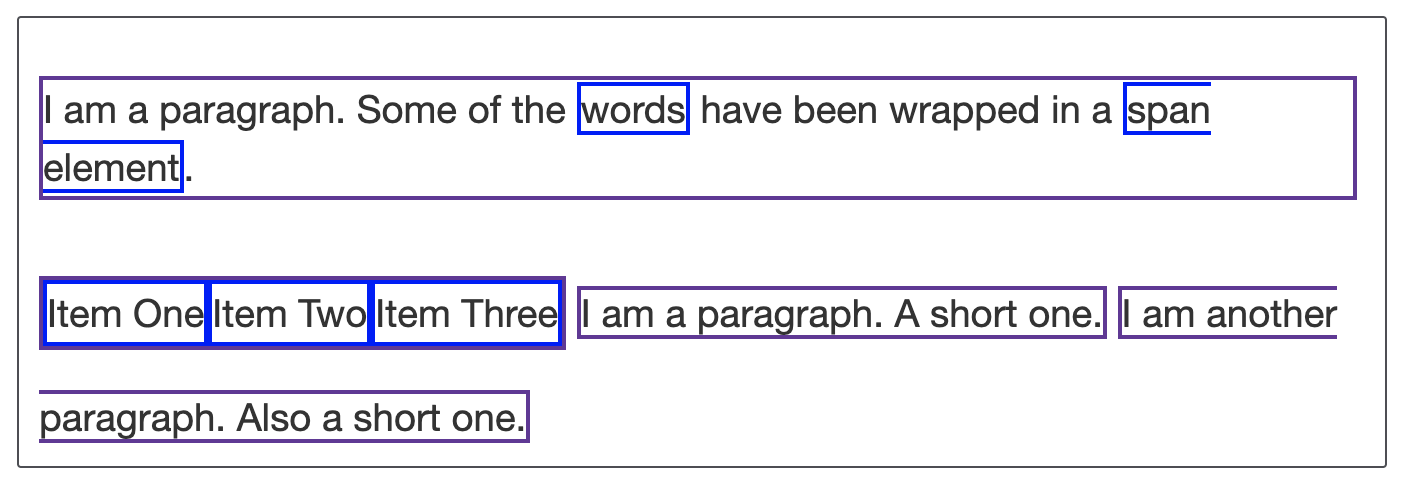 I am a paragraph. Some of the words have been wrapped in a span
element.
Item One Item Two Item Three I am a paragraph. A short one. I am another
paragraph. Also a short one.